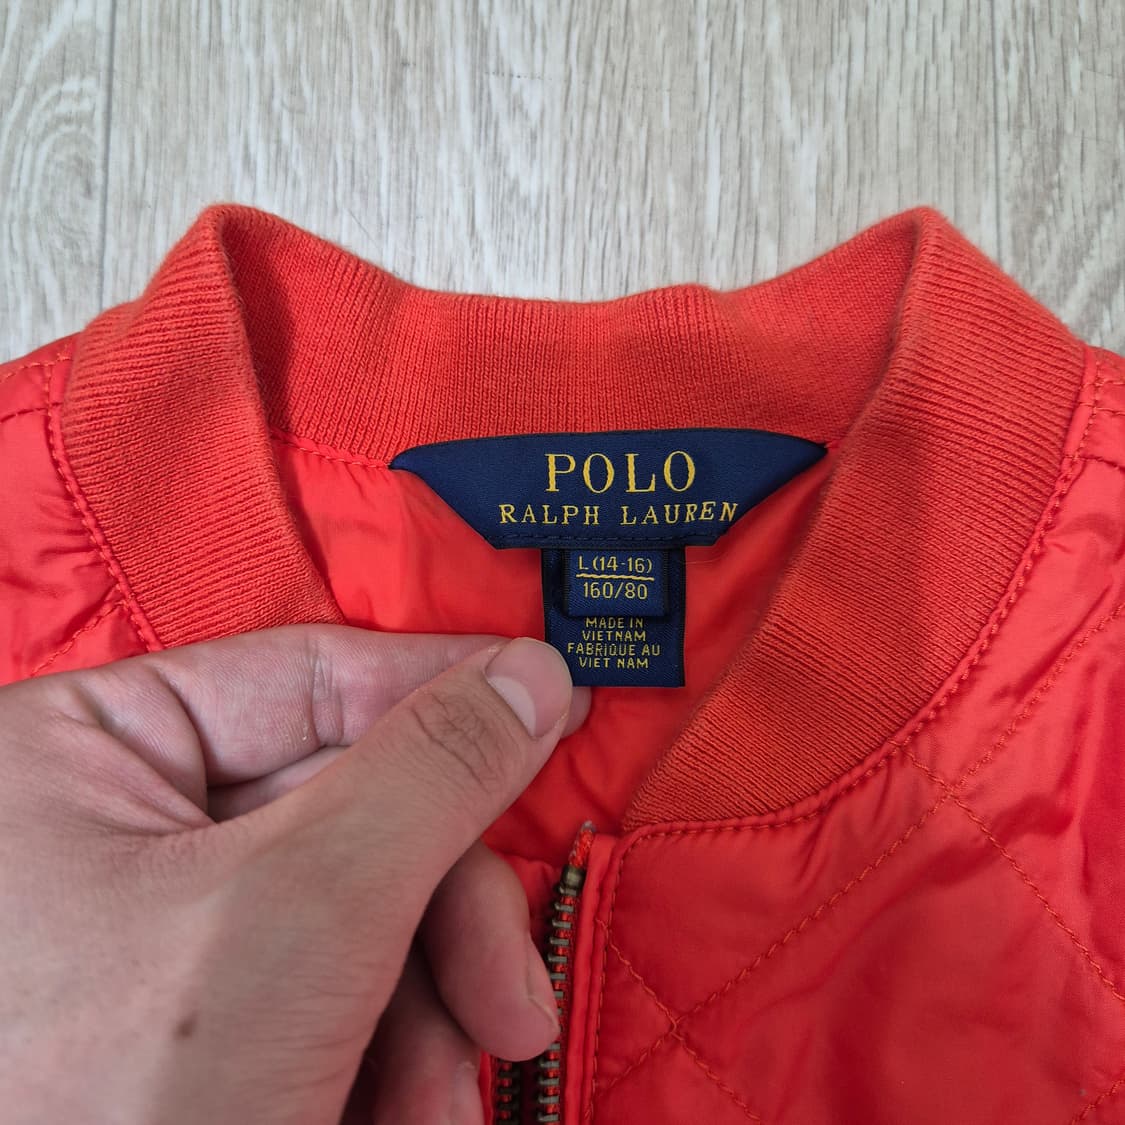 POLO
RALPH LAUREN
L (14-16)
160/80
MADE IN
VIETNAM
FABRIQUE AU
VIET NAM